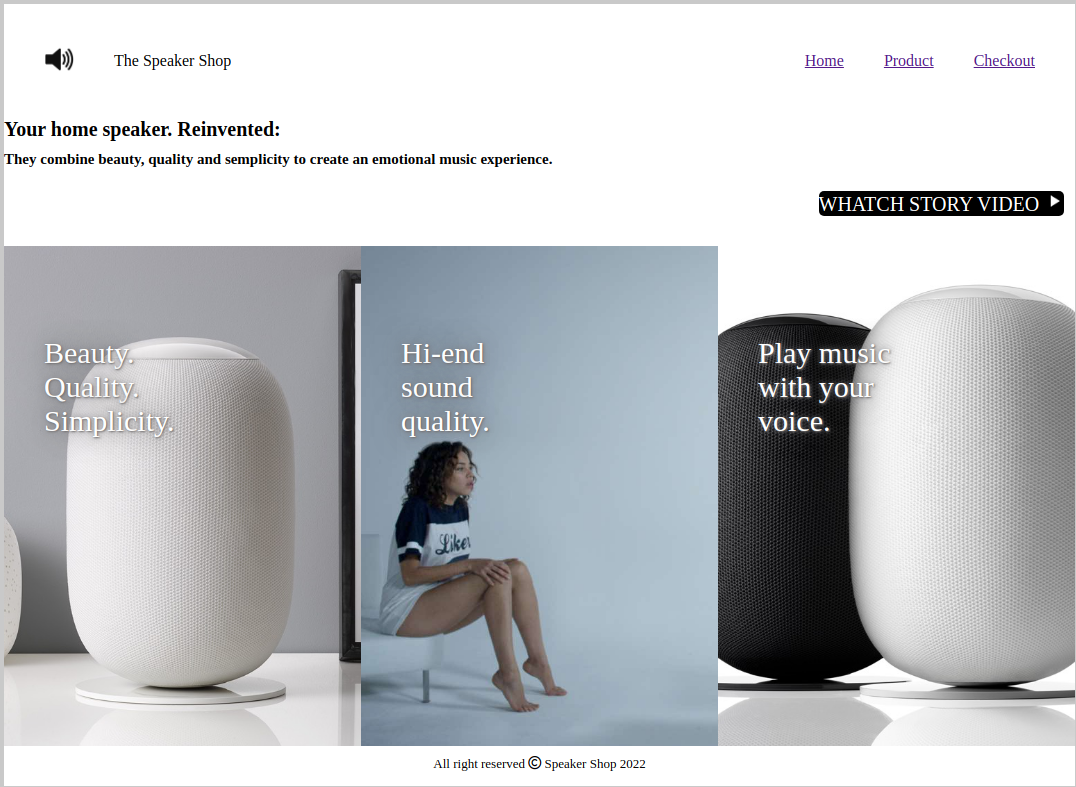 The Speaker Shop
Home
Product
Checkout
Your home speaker. Reinvented:
They combine beauty, quality and semplicity to create an emotional music experience.
WHATCH STORY VIDEO
Beauty.
Quality.
Simplicity.
Hi-end
sound
quality.
Like
Play music
with your
voice.
All right reserved © Speaker Shop 2022